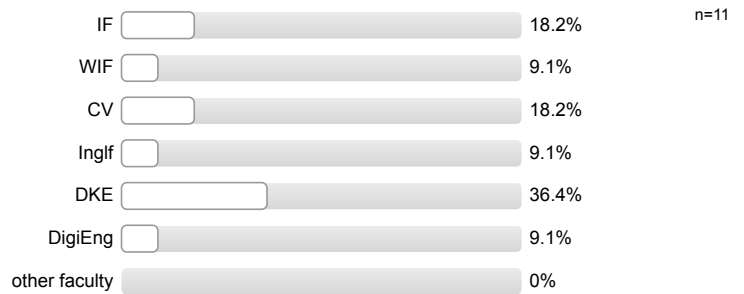 IF 18.2% n=11
WIF 9.1%
CV 18.2%
IngIf 9.1%
DKE 36.4%
DigiEng 9.1%
other faculty 0%